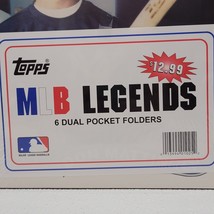 Topps
$12.99
MLB LEGENDS
6 DUAL POCKET FOLDERS